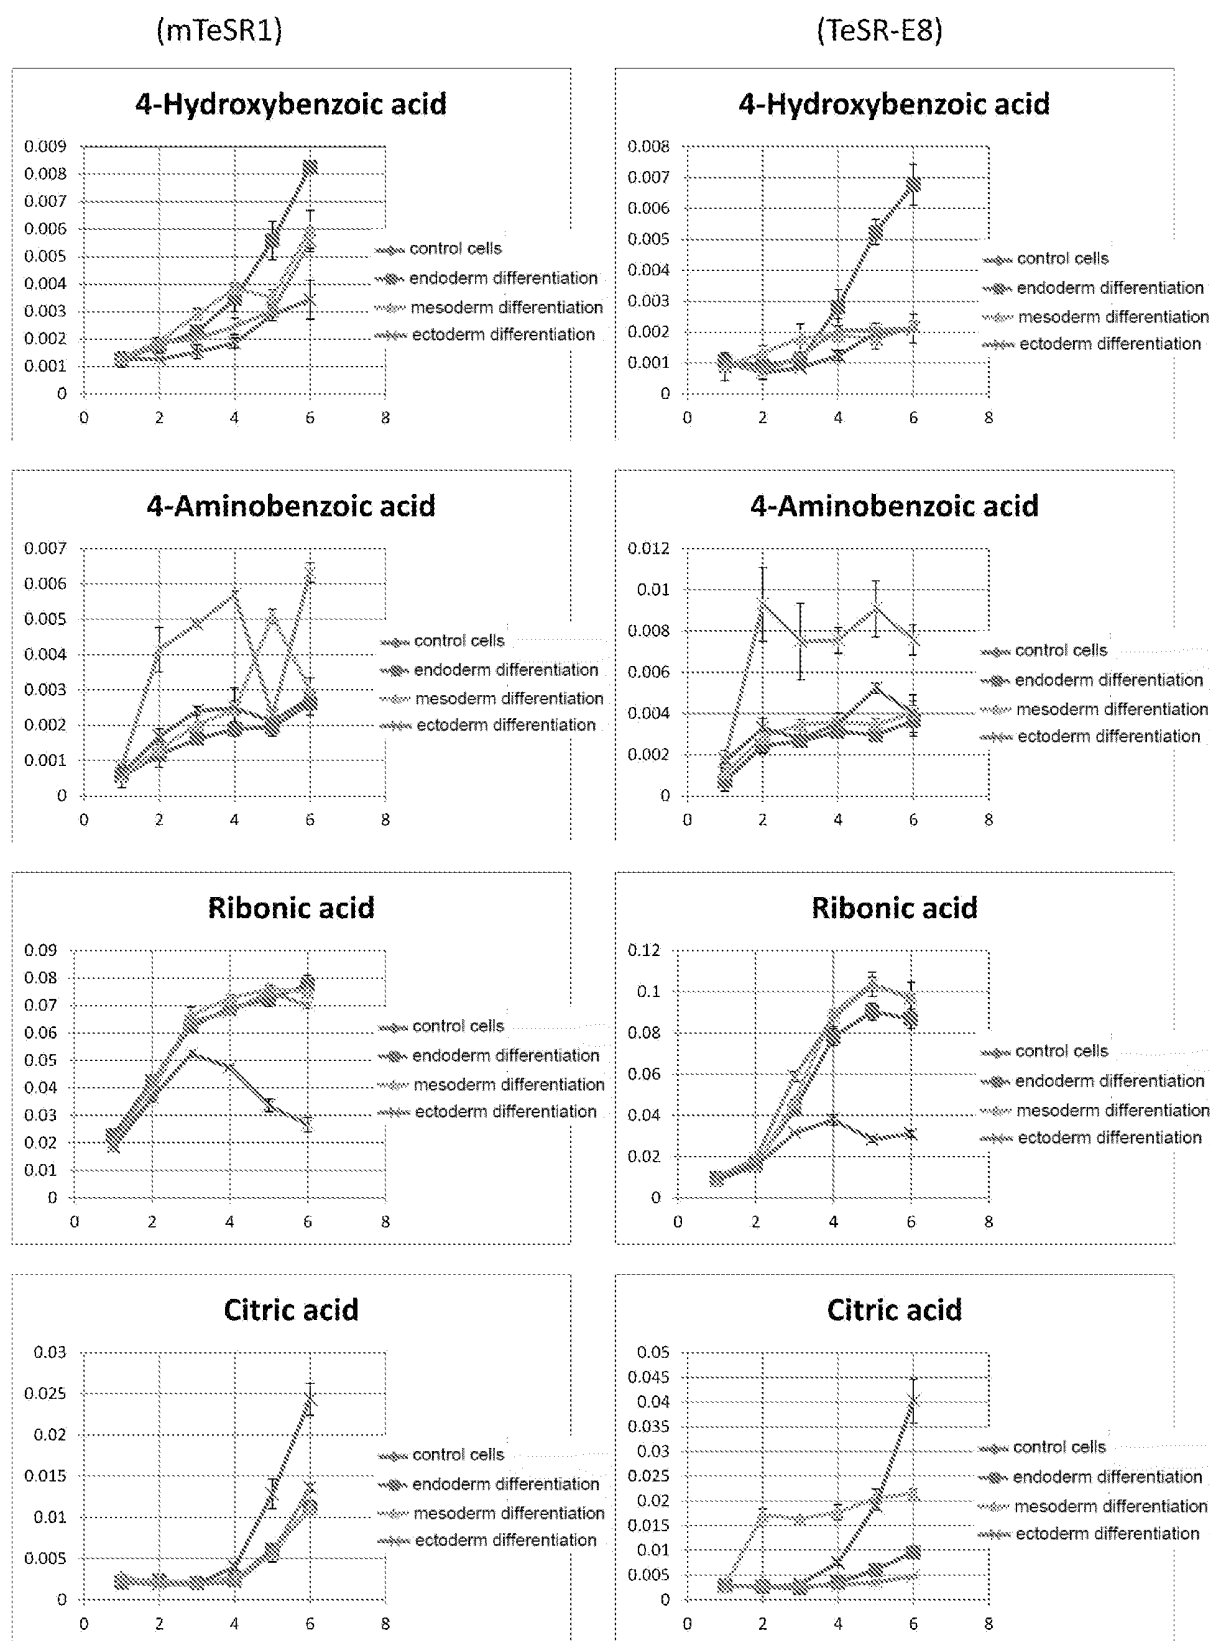 (mTeSR1)
(TeSR-E8)
4-Hydroxybenzoic acid
0.009
0.008
0.007
0.006
0.005
0.004
0.003
0.002
0.001
0
0 2 4 6 8
control cells
endoderm differentiation
mesoderm differentiation
ectoderm differentiation
4-Hydroxybenzoic acid
0.008
0.007
0.006
0.005
0.004
0.003
0.002
0.001
0
0 2 4 6 8
control cells
endoderm differentiation
mesoderm differentiation
ectoderm differentiation
4-Aminobenzoic acid
0.007
0.006
0.005
0.004
0.003
0.002
0.001
0
0 2 4 6 8
control cells
endoderm differentiation
mesoderm differentiation
ectoderm differentiation
4-Aminobenzoic acid
0.012
0.01
0.008
0.006
0.004
0.002
0
0 2 4 6 8
control cells
endoderm differentiation
mesoderm differentiation
ectoderm differentiation
Ribonic acid
0.09
0.08
0.07
0.06
0.05
0.04
0.03
0.02
0.01
0
0 2 4 6 8
control cells
endoderm differentiation
mesoderm differentiation
ectoderm differentiation
Ribonic acid
0.12
0.1
0.08
0.06
0.04
0.02
0
0 2 4 6 8
control cells
endoderm differentiation
mesoderm differentiation
ectoderm differentiation
Citric acid
0.03
0.025
0.02
0.015
0.01
0.005
0
0 2 4 6 8
control cells
endoderm differentiation
mesoderm differentiation
ectoderm differentiation
Citric acid
0.05
0.045
0.04
0.035
0.03
0.025
0.02
0.015
0.01
0.005
0
0 2 4 6 8
control cells
endoderm differentiation
mesoderm differentiation
ectoderm differentiation